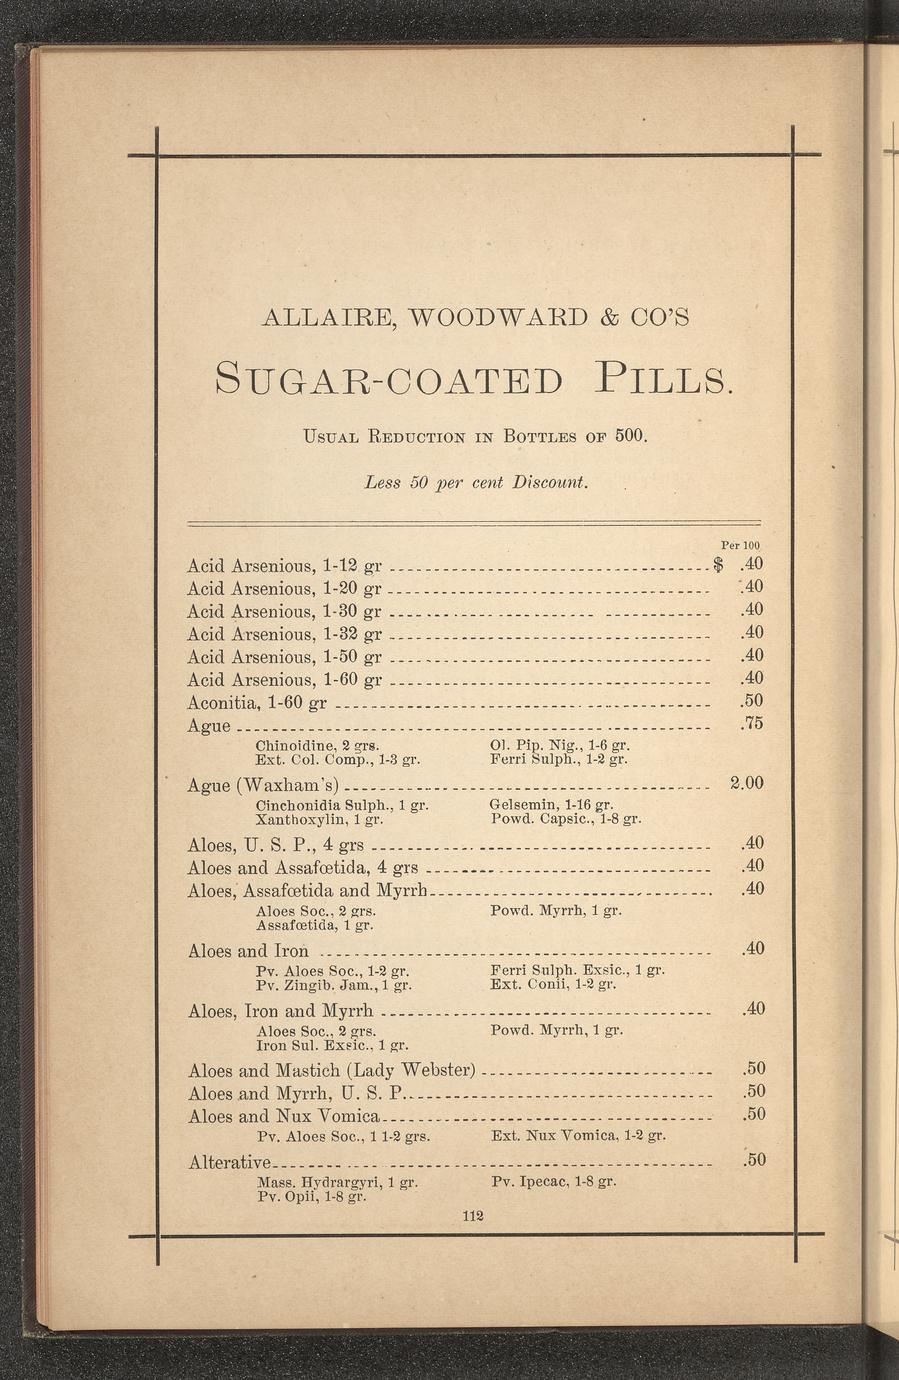 ALLAIRE, WOODWARD & CO'S
SUGAR-COATED PILLS.
USUAL REDUCTION IN BOTTLES OF 500.
Less 50 per cent Discount.
Per 100
Acid Arsenious, 1-12 gr $ .40
Acid Arsenious, 1-20 gr .40
Acid Arsenious, 1-30 gr .40
Acid Arsenious, 1-32 gr .40
Acid Arsenious, 1-50 gr .40
Acid Arsenious, 1-60 gr .40
Aconitia, 1-60 gr .50
Ague .75
Chinoidine, 2 grs. Ol. Pip. Nig., 1-6 gr.
Ext. Col. Comp., 1-3 gr. Ferri Sulph., 1-2 gr.
Ague (Waxham's) 2.00
Cinchonidia Sulph., 1 gr. Gelsemin, 1-16 gr.
Xanthoxylin, 1 gr. Powd. Capsic., 1-8 gr.
Aloes, U. S. P., 4 grs .40
Aloes and Assafœtida, 4 grs .40
Aloes, Assafœtida and Myrrh .40
Aloes Soc., 2 grs. Powd. Myrrh, 1 gr.
Assafœtida, 1 gr.
Aloes and Iron .40
Pv. Aloes Soc., 1-2 gr. Ferri Sulph. Exsic., 1 gr.
Pv. Zingib. Jam., 1 gr. Ext. Conii, 1-2 gr.
Aloes, Iron and Myrrh .40
Aloes Soc., 2 grs. Powd. Myrrh, 1 gr.
Iron Sul. Exsic., 1 gr.
Aloes and Mastich (Lady Webster) .50
Aloes and Myrrh, U. S. P. .50
Aloes and Nux Vomica .50
Pv. Aloes Soc., 1 1-2 grs. Ext. Nux Vomica, 1-2 gr.
Alterative .50
Mass. Hydrargyri, 1 gr. Pv. Ipecac, 1-8 gr.
Pv. Opii, 1-8 gr.
112